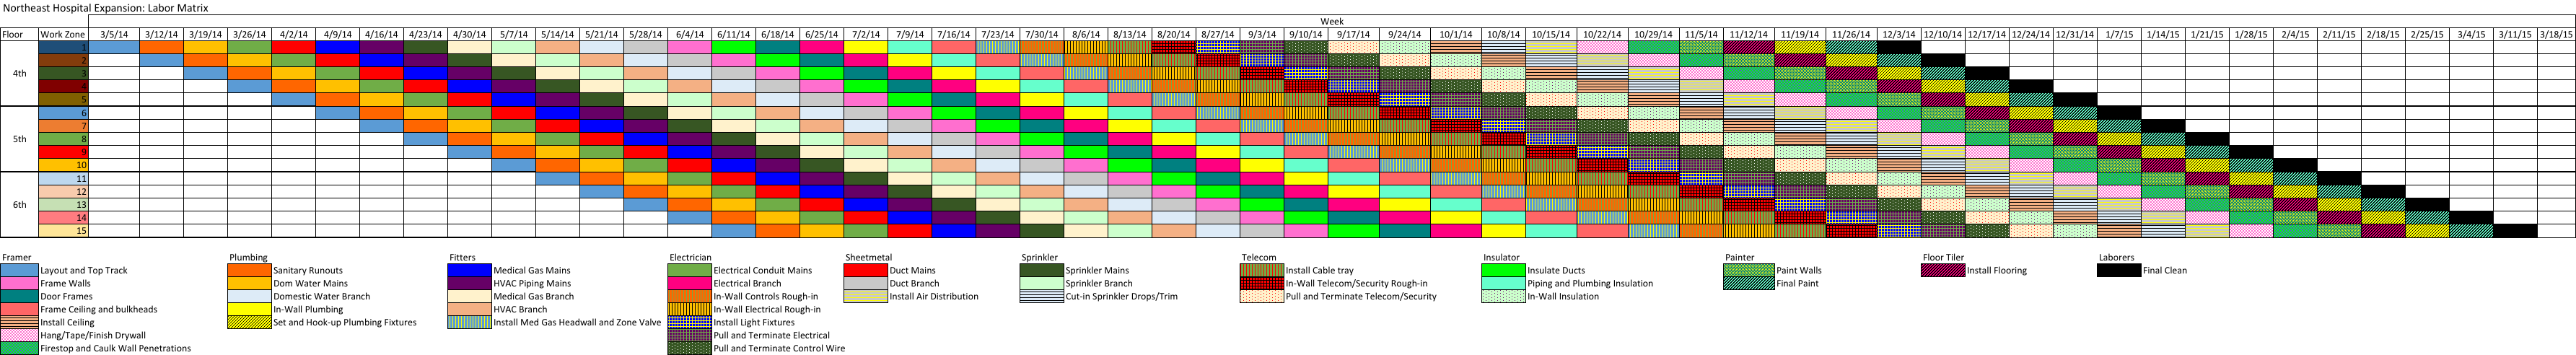 Northeast Hospital Expansion: Labor Matrix
Week
Floor Work Zone 3/5/14 3/12/14 3/19/14 3/26/14 4/2/14 4/9/14 4/16/14 4/23/14 4/30/14 5/7/14 5/14/14 5/21/14 5/28/14 6/4/14 6/11/14 6/18/14 6/25/14 7/2/14 7/9/14 7/16/14 7/23/14 7/30/14 8/6/14 8/13/14 8/20/14 8/27/14 9/3/14 9/10/14 9/17/14 9/24/14 10/1/14 10/8/14 10/15/14 10/22/14 10/29/14 11/5/14 11/12/14 11/19/14 11/26/14 12/3/14 12/10/14 12/17/14 12/24/14 12/31/14 1/7/15 1/14/15 1/21/15 1/28/15 2/4/15 2/11/15 2/18/15 2/25/15 3/4/15 3/11/15 3/18/15
1
2
4th 3
4
5
6
7
5th 8
9
10
11
12
6th 13
14
15
Framer Plumbing Fitters Electrician Sheetmetal Sprinkler Telecom Insulator Painter Floor Tiler Laborers
Layout and Top Track Sanitary Runouts Medical Gas Mains Electrical Conduit Mains Duct Mains Sprinkler Mains Install Cable tray Insulate Ducts Paint Walls Install Flooring Final Clean
Frame Walls Dom Water Mains HVAC Piping Mains Electrical Branch Duct Branch Sprinkler Branch In-Wall Telecom/Security Rough-in Piping and Plumbing Insulation Final Paint
Door Frames Domestic Water Branch Medical Gas Branch In-Wall Controls Rough-in Install Air Distribution Cut-in Sprinkler Drops/Trim Pull and Terminate Telecom/Security In-Wall Insulation
Frame Ceiling and bulkheads In-Wall Plumbing HVAC Branch In-Wall Electrical Rough-in
Install Ceiling Set and Hook-up Plumbing Fixtures Install Med Gas Headwall and Zone Valve Install Light Fixtures
Hang/Tape/Finish Drywall Pull and Terminate Electrical
Firestop and Caulk Wall Penetrations Pull and Terminate Control Wire